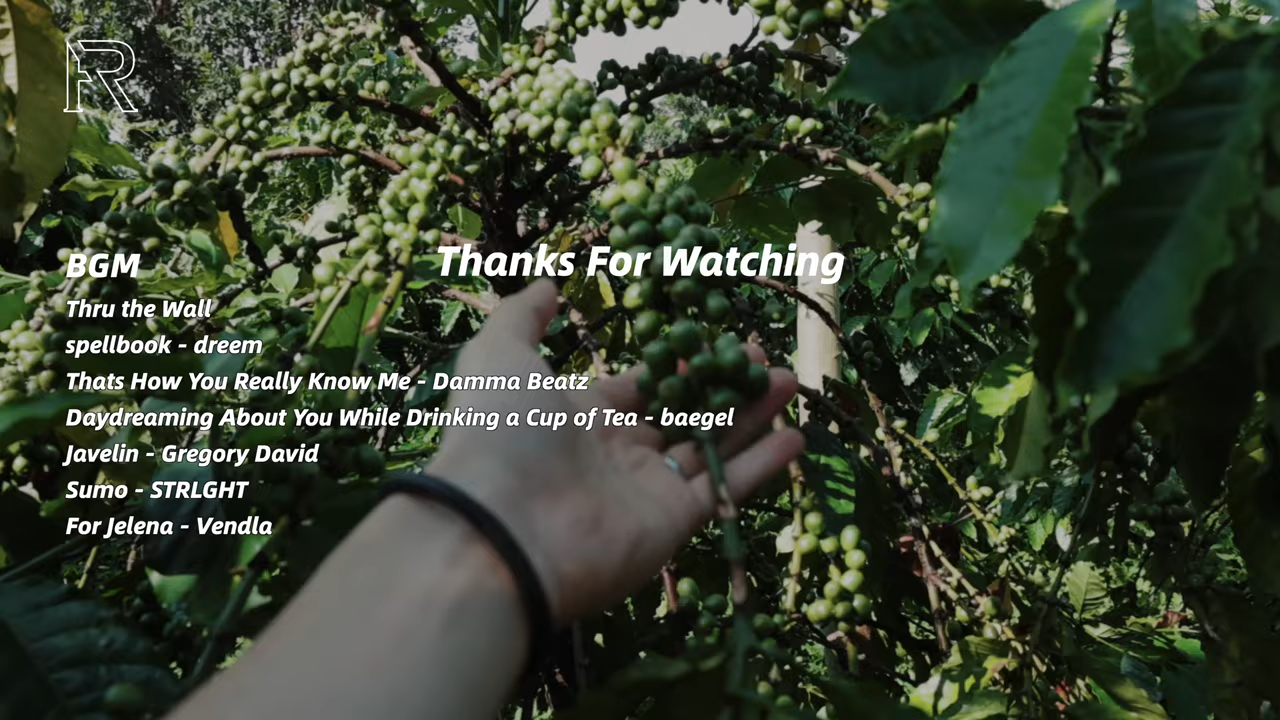 R
BGM
Thanks For Watching
Thru the Wall
spellbook - dreem
Thats How You Really Know Me - Damma Beatz
Daydreaming About You While Drinking a Cup of Tea - baegel
Javelin - Gregory David
Sumo - STRLGHT
For Jelena - Vendla